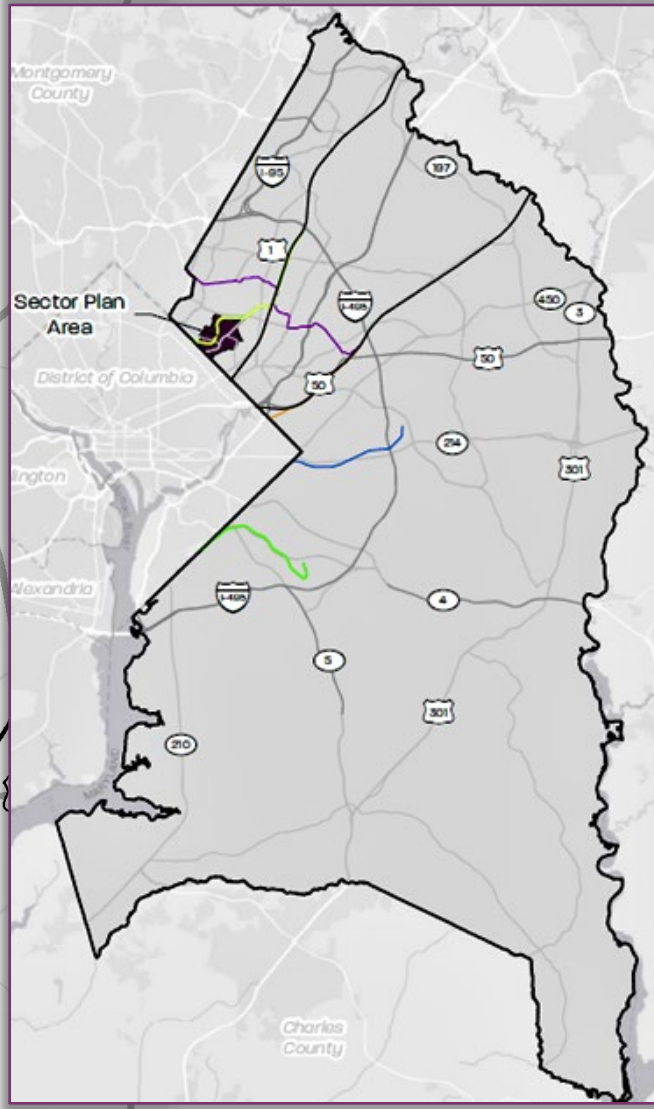 Montgomery
County
197
I-95
1
Sector Plan
Area
I-495
450
3
District of Columbia
50
50
214
301
lington
Alexandria
I-495
4
5
301
210
MARYLAND
Charles
County